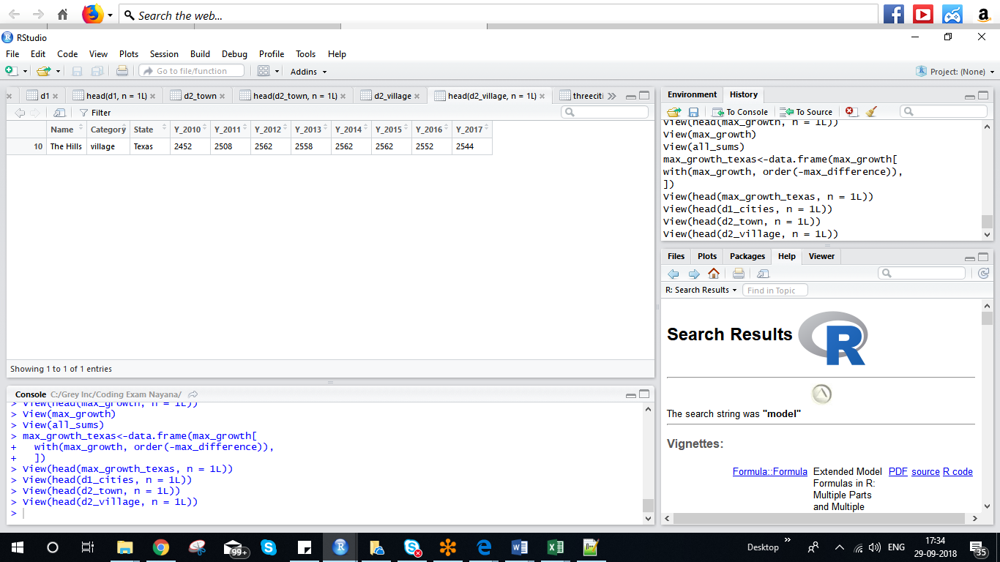 Search the web...
a
RStudio
File Edit Code View Plots Session Build Debug Profile Tools Help
Go to file/function
Addins
Project: (None)
d1
head(d1, n = 1L)
d2_town
head(d2_town, n = 1L)
d2_village
head(d2_village, n = 1L)
threeciti
Filter
Name Category State Y_2010 Y_2011 Y_2012 Y_2013 Y_2014 Y_2015 Y_2016 Y_2017
10 The Hills village Texas 2452 2508 2562 2558 2562 2562 2552 2544
Showing 1 to 1 of 1 entries
Console C:/Grey Inc/Coding Exam Nayana/
> View(head(max_growth, n = 1L))
> View(max_growth)
> View(all_sums)
> max_growth_texas<-data.frame(max_growth[
+   with(max_growth, order(-max_difference)),
+   ])
> View(head(max_growth_texas, n = 1L))
> View(head(d1_cities, n = 1L))
> View(head(d2_town, n = 1L))
> View(head(d2_village, n = 1L))
>
Environment History
To Console To Source
View(head(max_growth, n = 1L))
View(max_growth)
View(all_sums)
max_growth_texas<-data.frame(max_growth[
with(max_growth, order(-max_difference)),
])
View(head(max_growth_texas, n = 1L))
View(head(d1_cities, n = 1L))
View(head(d2_town, n = 1L))
View(head(d2_village, n = 1L))
Files Plots Packages Help Viewer
R: Search Results
Find in Topic
Search Results R
The search string was "model"
Vignettes:
Formula::Formula Extended Model PDF source R code
Formulas in R:
Multiple Parts
and Multiple
99+
Desktop
ENG
17:34
29-09-2018
35